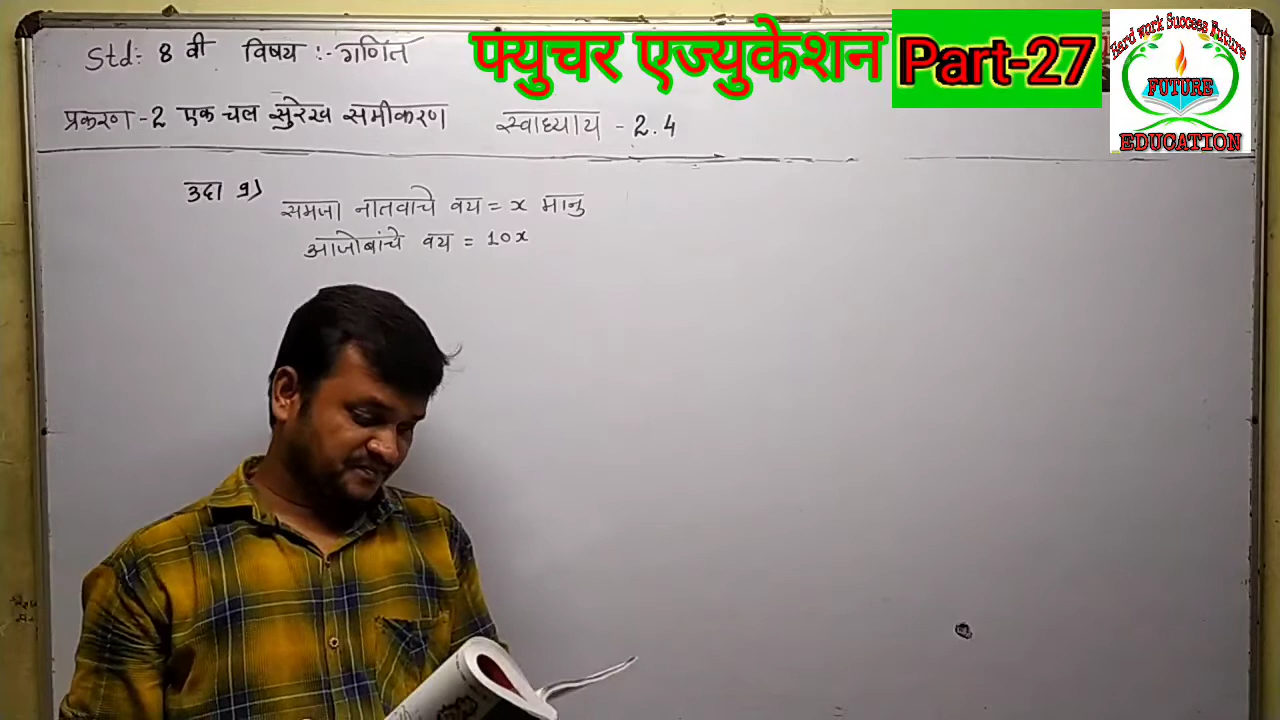 Std:- 8 वी विषय :- गणित
फ्युचर एज्युकेशन Part-27
Hard work Success Future
FUTURE
EDUCATION
प्रकरण -2 एक चल सुरेख समीकरण स्वाध्याय - 2.4
उदा 9)
समजा नातवाचे वय = x मानु
आजोबांचे वय = 10x